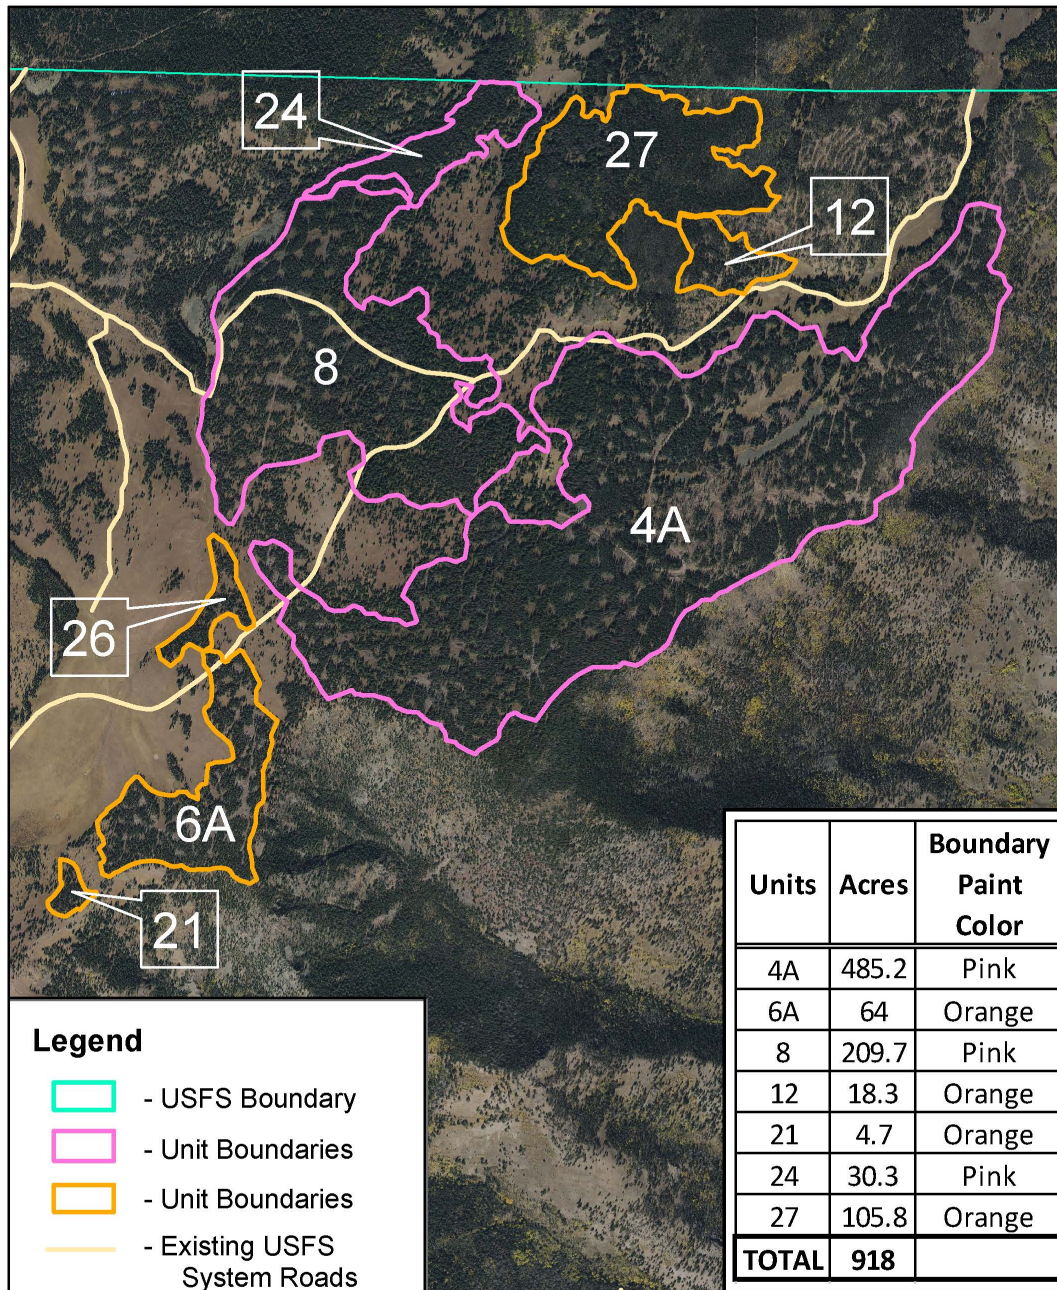 24
27
12
8
4A
26
6A
21
Legend
- USFS Boundary
- Unit Boundaries
- Unit Boundaries
- Existing USFS
System Roads
Units Acres Boundary Paint Color
4A 485.2 Pink
6A 64 Orange
8 209.7 Pink
12 18.3 Orange
21 4.7 Orange
24 30.3 Pink
27 105.8 Orange
TOTAL 918